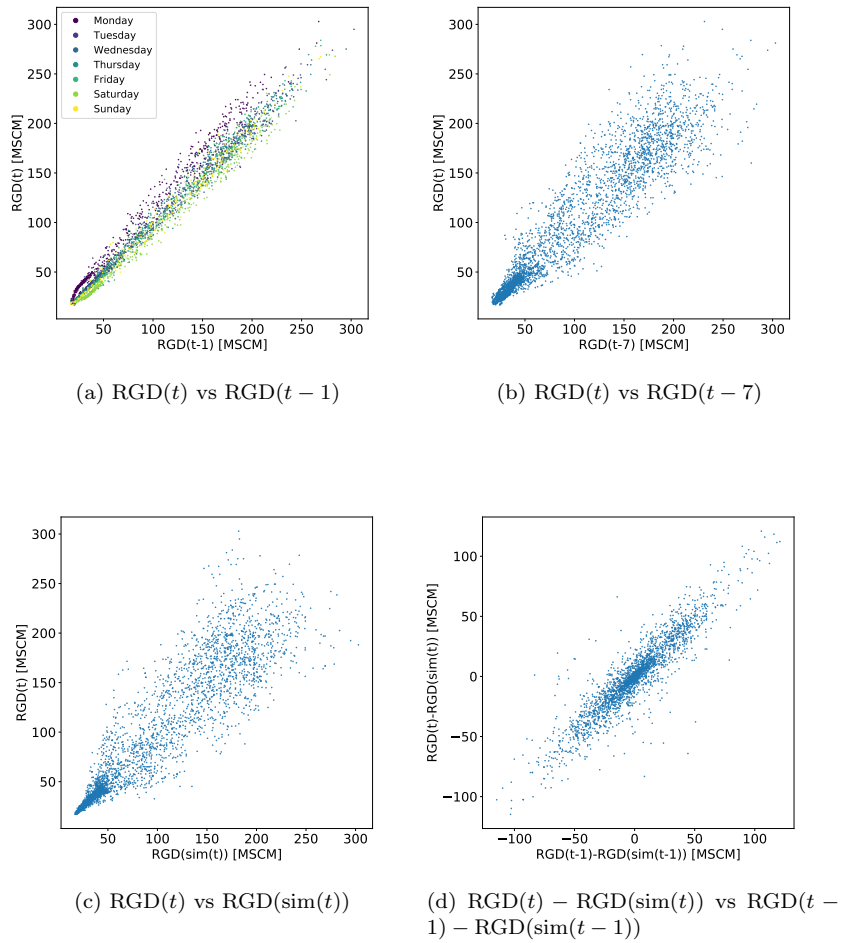 300
250
200
150
100
50
RGD(t) [MSCM]
Monday
Tuesday
Wednesday
Thursday
Friday
Saturday
Sunday
50 100 150 200 250 300
RGD(t-1) [MSCM]
(a) RGD(t) vs RGD(t − 1)
300
250
200
150
100
50
RGD(t) [MSCM]
50 100 150 200 250 300
RGD(t-7) [MSCM]
(b) RGD(t) vs RGD(t − 7)
300
250
200
150
100
50
RGD(t) [MSCM]
50 100 150 200 250 300
RGD(sim(t)) [MSCM]
(c) RGD(t) vs RGD(sim(t))
100
50
0
−50
−100
RGD(t)-RGD(sim(t)) [MSCM]
−100 −50 0 50 100
RGD(t-1)-RGD(sim(t-1)) [MSCM]
(d) RGD(t) − RGD(sim(t)) vs RGD(t −
1) − RGD(sim(t − 1))